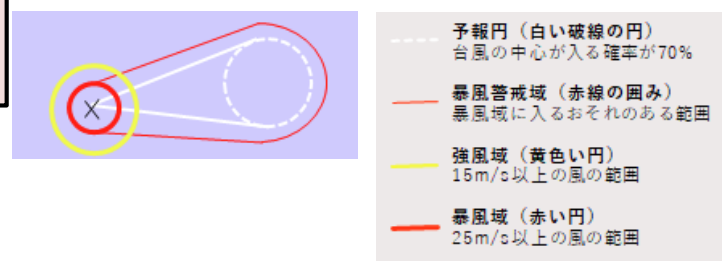 ×
予報円（白い破線の円）
台風の中心が入る確率が70%
暴風警戒域（赤線の囲み）
暴風域に入るおそれのある範囲
強風域（黄色い円）
15m/s以上の風の範囲
暴風域（赤い円）
25m/s以上の風の範囲